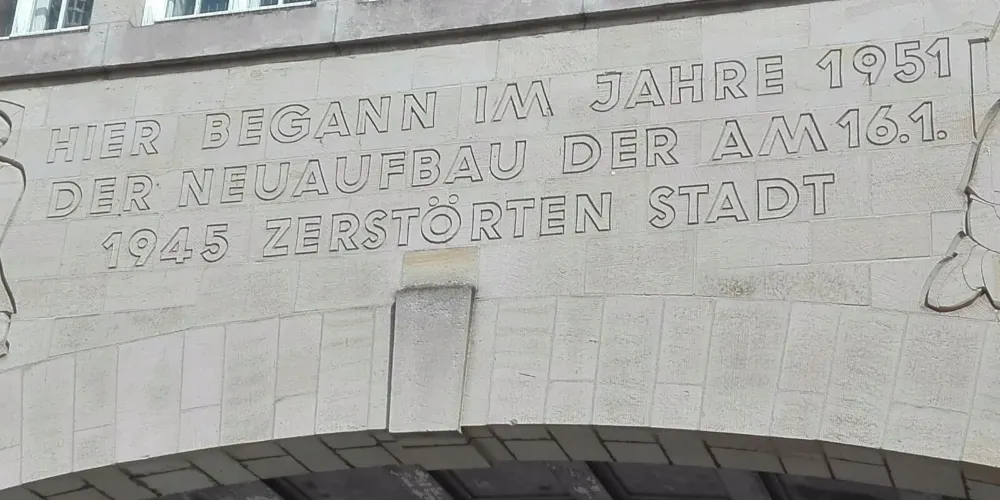 HIER BEGANN IM JAHRE 1951
DER NEUAUFBAU DER AM 16.1.
1945 ZERSTÖRTEN STADT